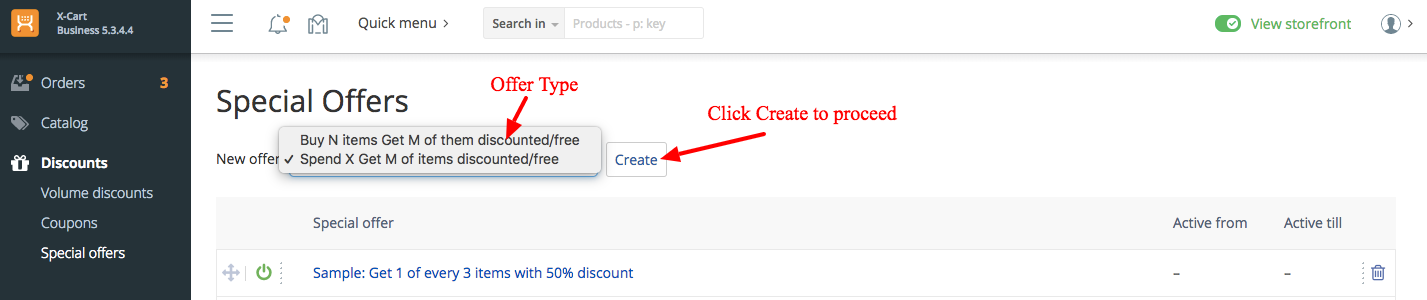 X-Cart
Business 5.3.4.4
Quick menu
Search in
Products - p: key
View storefront
Orders 3
Catalog
Discounts
Volume discounts
Coupons
Special offers
Special Offers
Offer Type
Click Create to proceed
Buy N items Get M of them discounted/free
New offer ✓ Spend X Get M of items discounted/free
Create
Special offer Active from Active till
Sample: Get 1 of every 3 items with 50% discount – –